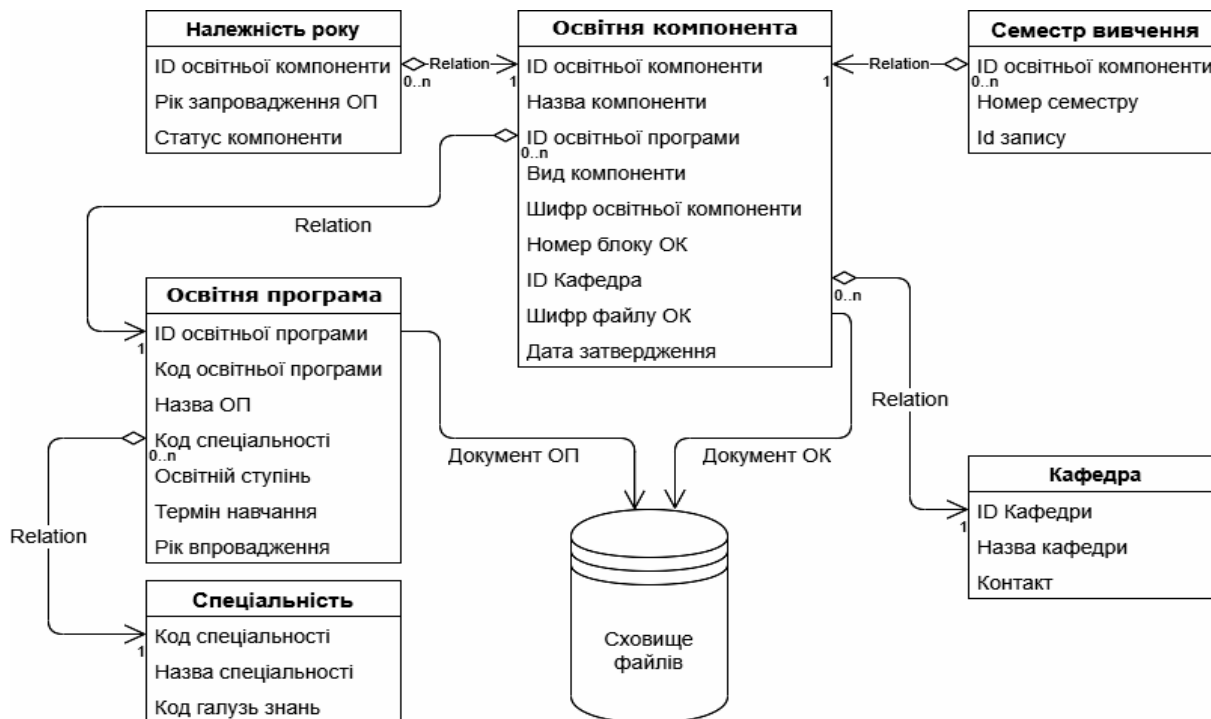 Належність року
ID освітньої компоненти
Рік запровадження ОП
Статус компоненти
0..n
Relation
1
Освітня компонента
ID освітньої компоненти
Назва компоненти
ID освітньої програми
0..n
Вид компоненти
Шифр освітньої компоненти
Номер блоку ОК
ID Кафедра
Шифр файлу ОК
Дата затвердження
1
Relation
Семестр вивчення
ID освітньої компоненти
0..n
Номер семестру
Id запису
Relation
Освітня програма
1
ID освітньої програми
Код освітньої програми
Назва ОП
Код спеціальності
0..n
Освітній ступінь
Термін навчання
Рік впровадження
Relation
Документ ОП
Документ ОК
0..n
Relation
Кафедра
ID Кафедри
1
Назва кафедри
Контакт
Спеціальність
Код спеціальності
1
Назва спеціальності
Код галузь знань
Сховище
файлів